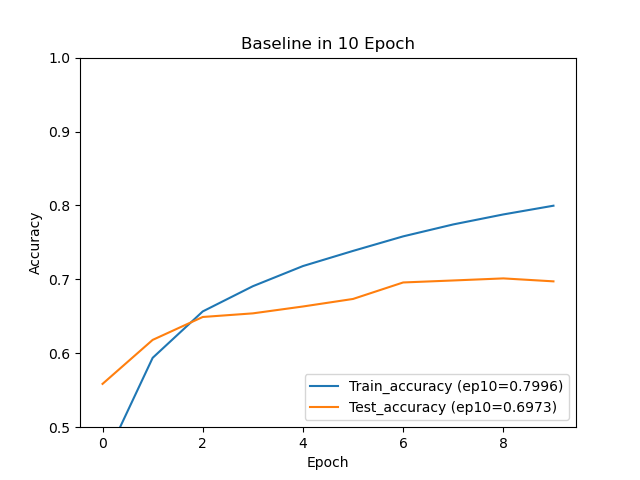 Baseline in 10 Epoch
Accuracy
1.0
0.9
0.8
0.7
0.6
0.5
Train_accuracy (ep10=0.7996)
Test_accuracy (ep10=0.6973)
0 2 4 6 8
Epoch